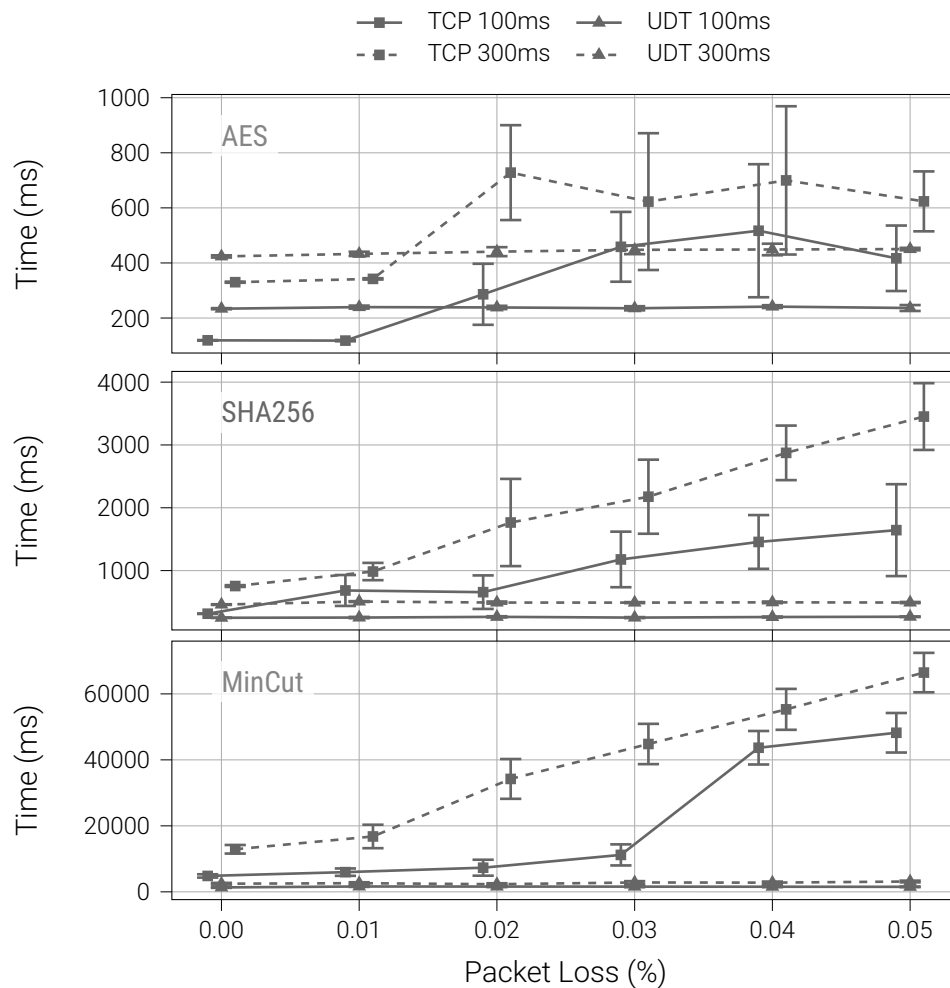 TCP 100ms UDT 100ms
TCP 300ms UDT 300ms
1000
AES
800
600
400
200
Time (ms)
4000
SHA256
3000
2000
1000
Time (ms)
MinCut
60000
40000
20000
0
Time (ms)
0.00 0.01 0.02 0.03 0.04 0.05
Packet Loss (%)